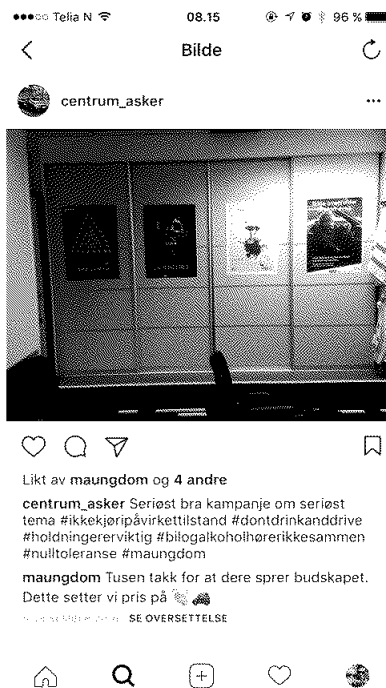 Telia N 08.15 96 %
Bilde
centrum_asker
Likt av maungdom og 4 andre
centrum_asker Seriøst bra kampanje om seriøst
tema #ikkekjøripåvirkettilstand #dontdrinkanddrive
#holdningererviktig #bilogalkoholhørerikkesammen
#nulltoleranse #maungdom
maungdom Tusen takk for at dere sprer budskapet.
Dette setter vi pris på
SE OVERSETTELSE